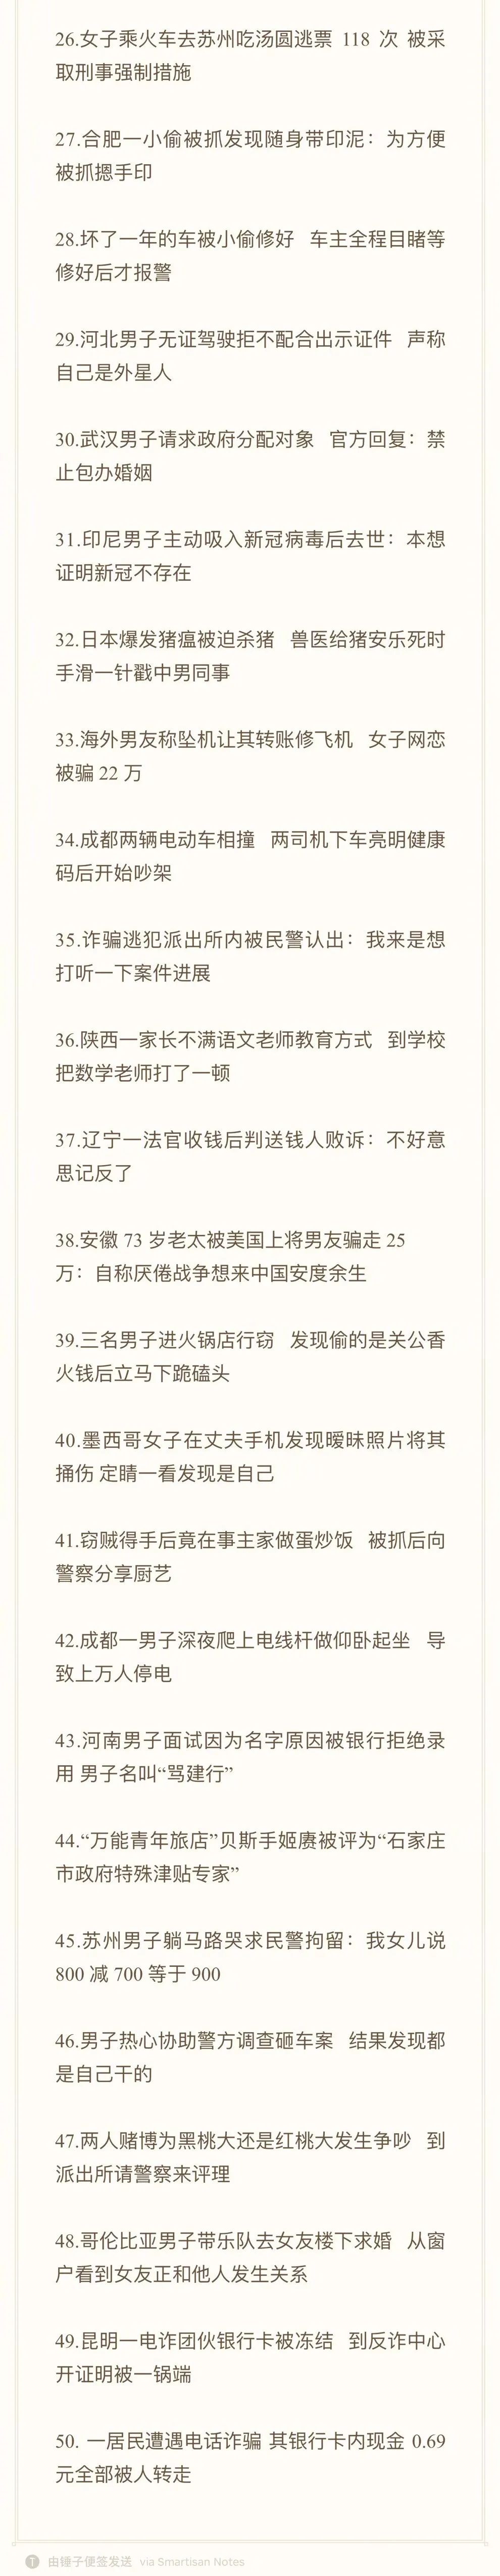 26.女子乘火车去苏州吃汤圆逃票 118 次 被采
取刑事强制措施
27.合肥一小偷被抓发现随身带印泥：为方便
被抓摁手印
28.坏了一年的车被小偷修好 车主全程目睹等
修好后才报警
29.河北男子无证驾驶拒不配合出示证件 声称
自己是外星人
30.武汉男子请求政府分配对象 官方回复：禁
止包办婚姻
31.印尼男子主动吸入新冠病毒后去世：本想
证明新冠不存在
32.日本爆发猪瘟被迫杀猪 兽医给猪安乐死时
手滑一针戳中男同事
33.海外男友称坠机让其转账修飞机 女子网恋
被骗 22 万
34.成都两辆电动车相撞 两司机下车亮明健康
码后开始吵架
35.诈骗逃犯派出所内被民警认出：我来是想
打听一下案件进展
36.陕西一家长不满语文老师教育方式 到学校
把数学老师打了一顿
37.辽宁一法官收钱后判送钱人败诉：不好意
思记反了
38.安徽 73 岁老太被美国上将男友骗走 25
万：自称厌倦战争想来中国安度余生
39.三名男子进火锅店行窃 发现偷的是关公香
火钱后立马下跪磕头
40.墨西哥女子在丈夫手机发现暧昧照片将其
捅伤 定睛一看发现是自己
41.窃贼得手后竟在事主家做蛋炒饭 被抓后向
警察分享厨艺
42.成都一男子深夜爬上电线杆做仰卧起坐 导
致上万人停电
43.河南男子面试因为名字原因被银行拒绝录
用 男子名叫“骂建行”
44.“万能青年旅店”贝斯手姬赓被评为“石家庄
市政府特殊津贴专家”
45.苏州男子躺马路哭求民警拘留：我女儿说
800 减 700 等于 900
46.男子热心协助警方调查砸车案 结果发现都
是自己干的
47.两人赌博为黑桃大还是红桃大发生争吵 到
派出所请警察来评理
48.哥伦比亚男子带乐队去女友楼下求婚 从窗
户看到女友正和他人发生关系
49.昆明一电诈团伙银行卡被冻结 到反诈中心
开证明被一锅端
50. 一居民遭遇电话诈骗 其银行卡内现金 0.69
元全部被人转走
T 由锤子便签发送 via Smartisan Notes